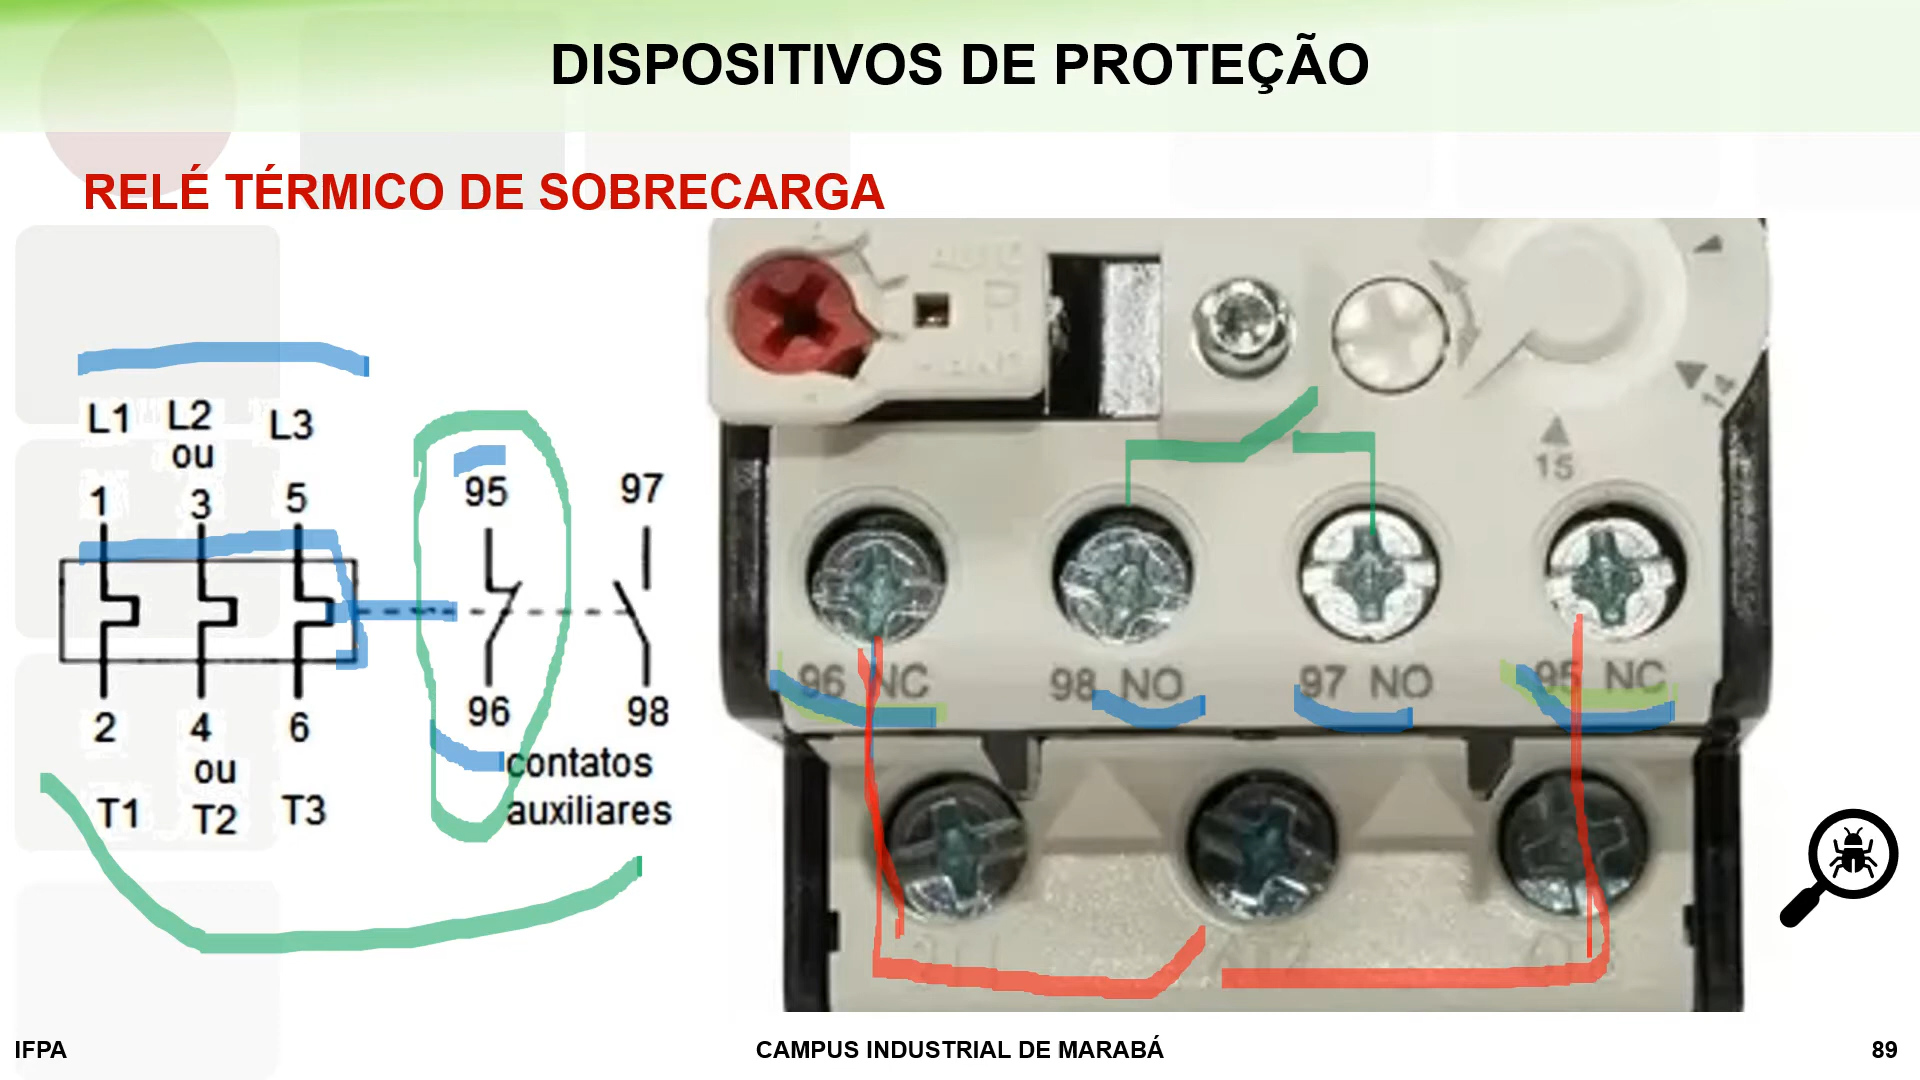 DISPOSITIVOS DE PROTEÇÃO
RELÉ TÉRMICO DE SOBRECARGA
L1 L2 L3
ou
1 3 5
95 97
2 4 6
96 98
ou
T1 T2 T3
contatos
auxiliares
14
15
96 NC 98 NO 97 NO 95 NC
IFPA CAMPUS INDUSTRIAL DE MARABÁ 89